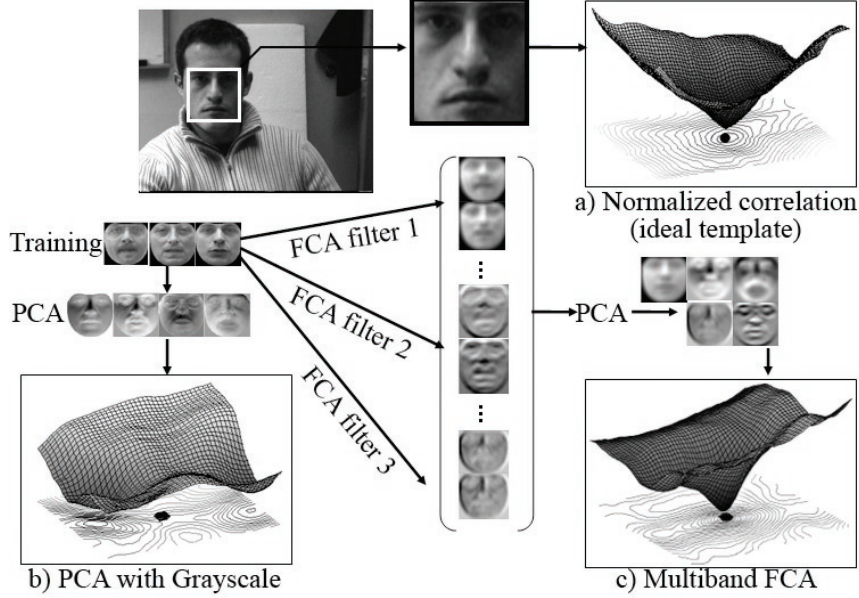 a) Normalized correlation
(ideal template)
Training
FCA filter 1
FCA filter 2
FCA filter 3
PCA
PCA
b) PCA with Grayscale
c) Multiband FCA